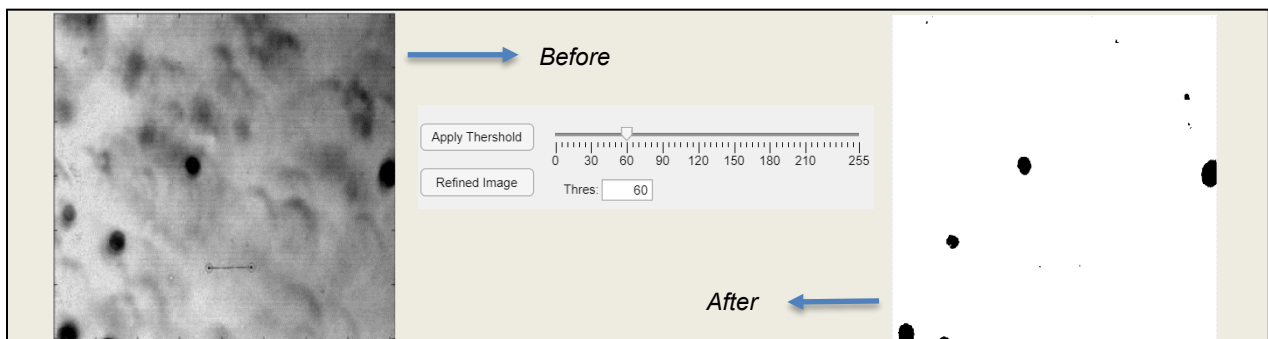 Before
Apply Thershold
0 30 60 90 120 150 180 210 255
Refined Image
Thres: 60
After